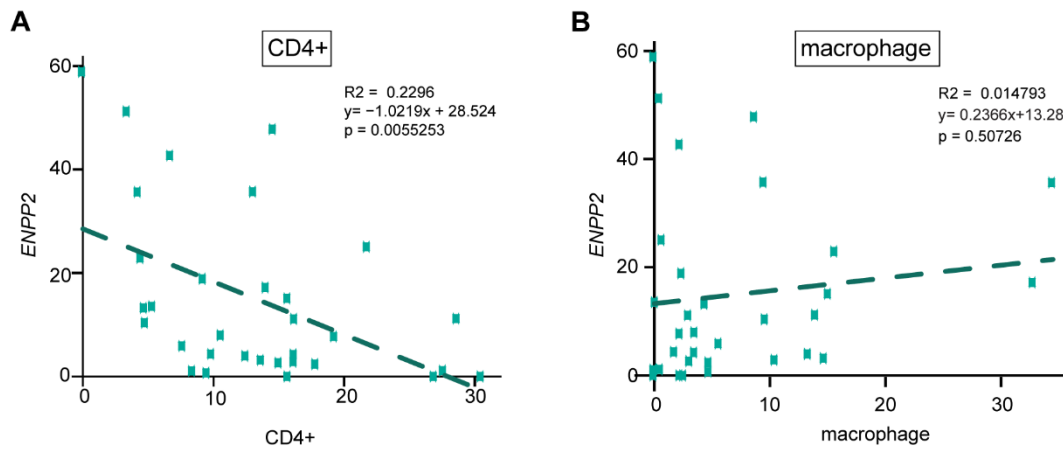 A
CD4+
R2 = 0.2296
y= −1.0219x + 28.524
p = 0.0055253
60
40
20
0
ENPP2
0
10
20
30
CD4+
B
macrophage
R2 = 0.014793
y= 0.2366x+13.28
p = 0.50726
60
40
20
0
ENPP2
0
10
20
30
macrophage